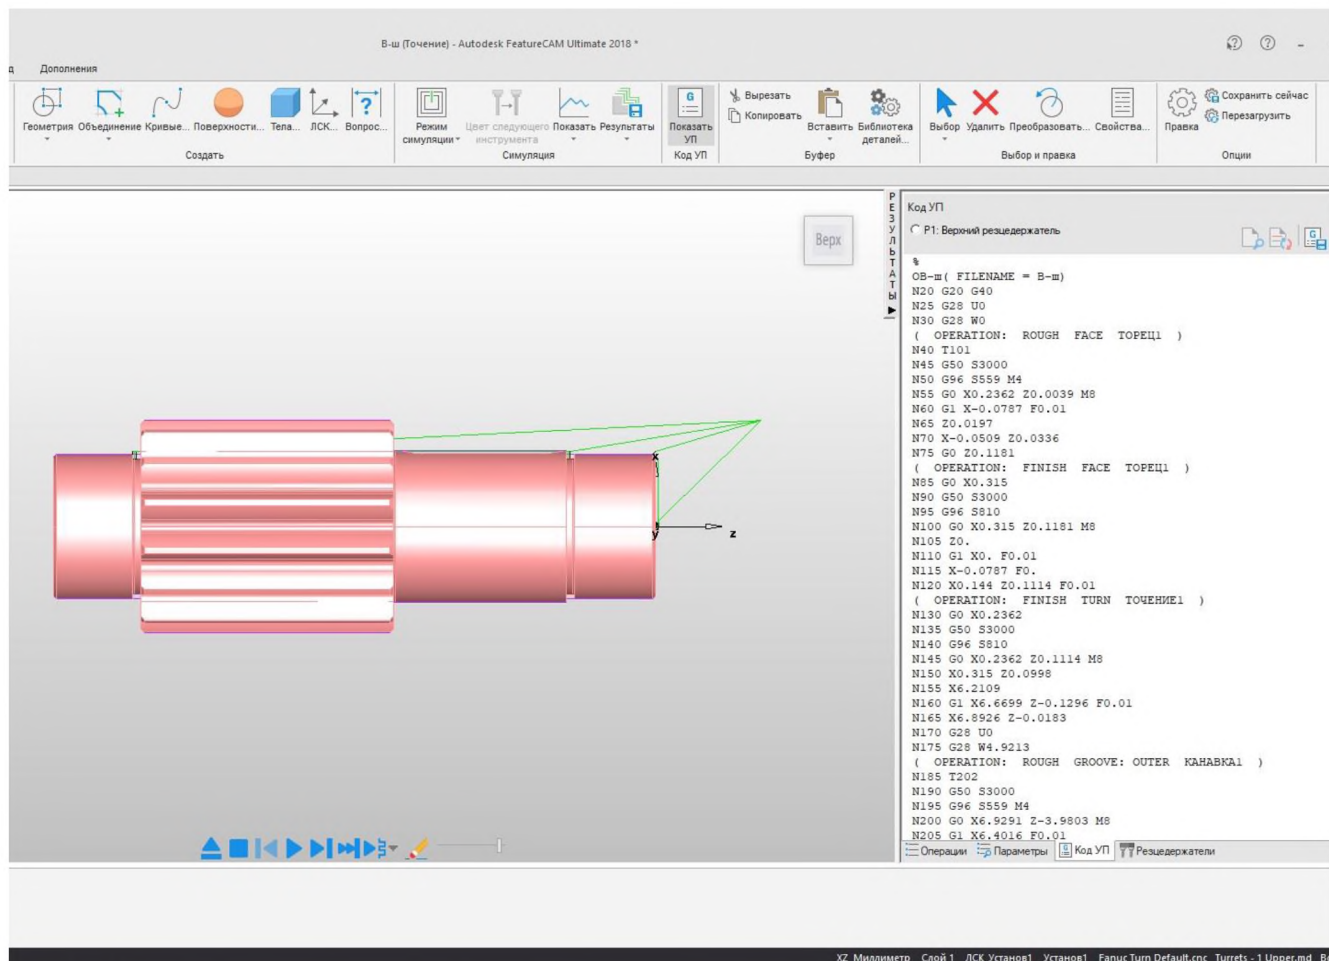 В-ш (Точение) - Autodesk FeatureCAM Ultimate 2018 *
д Дополнения
Геометрия Объединение Кривые... Поверхности... Тела... ЛСК... Вопрос...
Создать
Режим симуляции Цвет следующего инструмента Показать Результаты
Симуляция
Показать УП
Код УП
Вырезать
Копировать
Вставить Библиотека деталей...
Буфер
Выбор Удалить Преобразовать... Свойства...
Выбор и правка
Правка
Сохранить сейчас
Перезагрузить
Опции
Верх
x
y
z
РЕЗУЛЬТАТЫ
Код УП
P1: Верхний резцедержатель
%
OB-ш( FILENAME = В-ш)
N20 G20 G40
N25 G28 U0
N30 G28 W0
( OPERATION: ROUGH FACE ТОРЕЦ1 )
N40 T101
N45 G50 S3000
N50 G96 S559 M4
N55 G0 X0.2362 Z0.0039 M8
N60 G1 X-0.0787 F0.01
N65 Z0.0197
N70 X-0.0509 Z0.0336
N75 G0 Z0.1181
( OPERATION: FINISH FACE ТОРЕЦ1 )
N85 G0 X0.315
N90 G50 S3000
N95 G96 S810
N100 G0 X0.315 Z0.1181 M8
N105 Z0.
N110 G1 X0. F0.01
N115 X-0.0787 F0.
N120 X0.144 Z0.1114 F0.01
( OPERATION: FINISH TURN ТОЧЕНИЕ1 )
N130 G0 X0.2362
N135 G50 S3000
N140 G96 S810
N145 G0 X0.2362 Z0.1114 M8
N150 X0.315 Z0.0998
N155 X6.2109
N160 G1 X6.6699 Z-0.1296 F0.01
N165 X6.8926 Z-0.0183
N170 G28 U0
N175 G28 W4.9213
( OPERATION: ROUGH GROOVE: OUTER КАНАВКА1 )
N185 T202
N190 G50 S3000
N195 G96 S559 M4
N200 G0 X6.9291 Z-3.9803 M8
N205 G1 X6.4016 F0.01
Операции Параметры Код УП Резцедержатели
XZ Миллиметр Слой 1 ЛСК_Установ1 Установ1 Fanuc Turn Default.cnc Turrets - 1 Upper.md